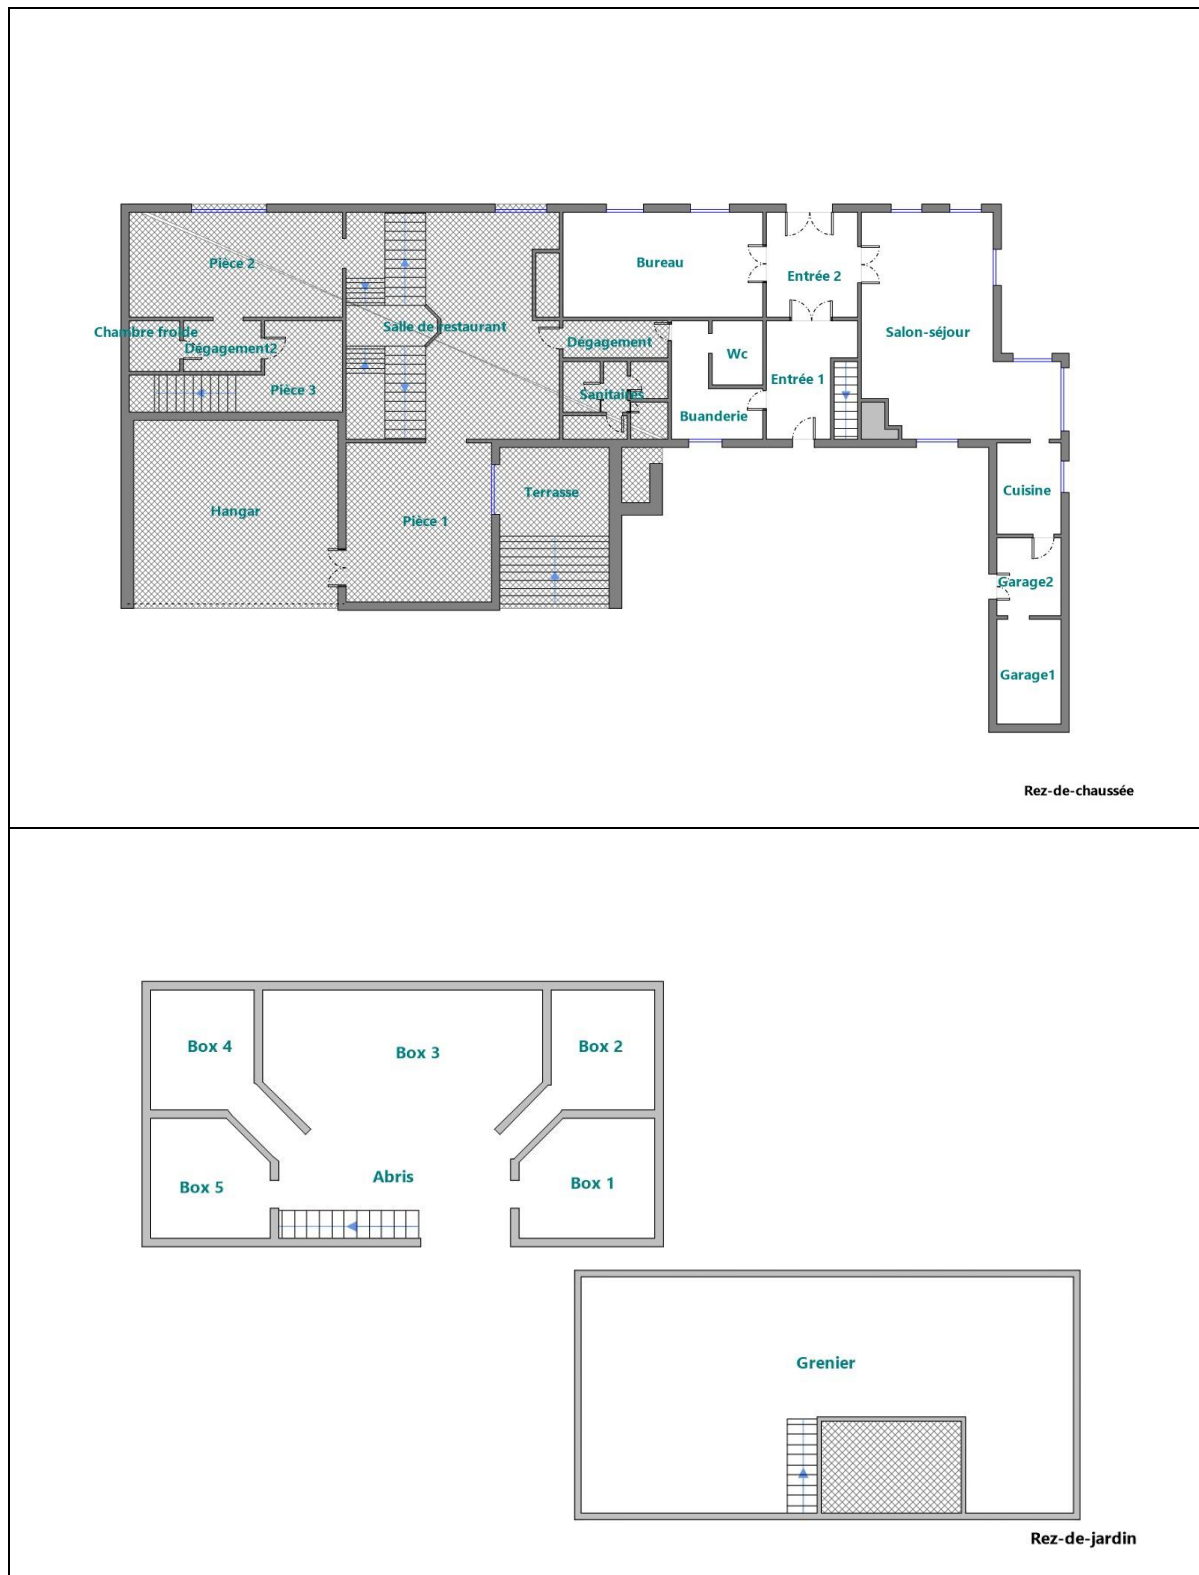 Pièce 2
Bureau
Entrée 2
Chambre froide
Dégagement2
Salle de restaurant
Dégagement
Wc
Salon-séjour
Pièce 3
Sanitaires
Entrée 1
Buanderie
Hangar
Pièce 1
Terrasse
Cuisine
Garage2
Garage1
Rez-de-chaussée
Box 4
Box 3
Box 2
Box 5
Abris
Box 1
Grenier
Rez-de-jardin